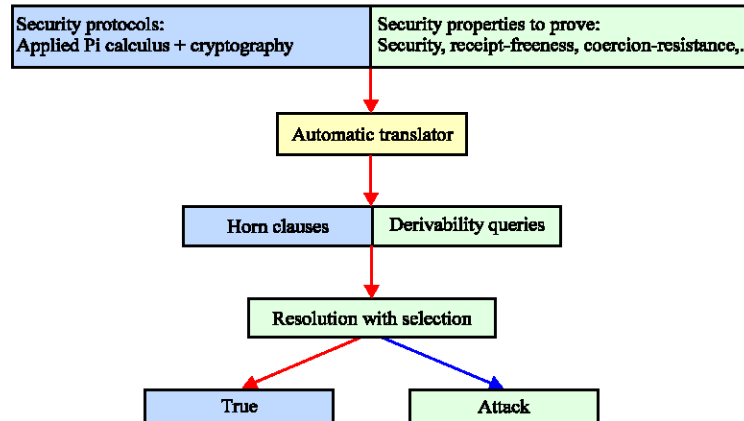 Security protocols:
Applied Pi calculus + cryptography
Security properties to prove:
Security, receipt-freeness, coercion-resistance,.
Automatic translator
Horn clauses
Derivability queries
Resolution with selection
True
Attack